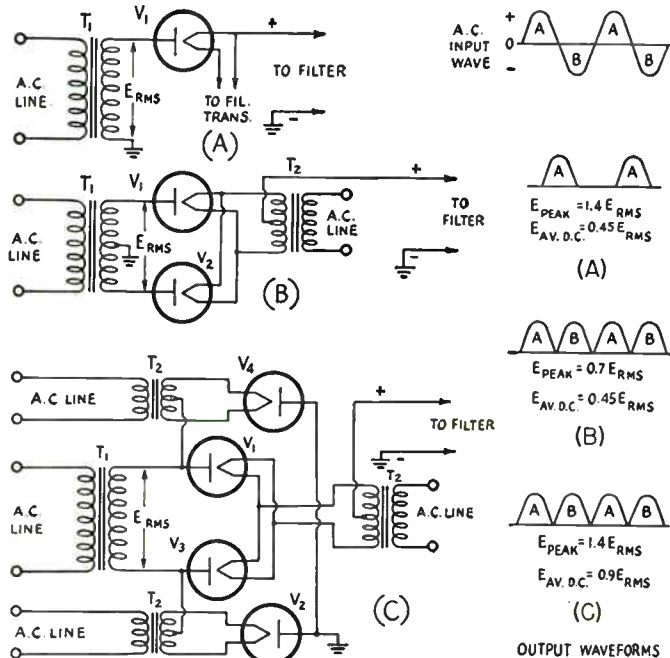 T1
V1
+
A.C.
LINE
ERMS
TO FILTER
TO FIL.
TRANS.
-
(A)
T1
V1
T2
+
A.C.
LINE
ERMS
A.C.
LINE
TO
FILTER
V2
(B)
-
T2
V4
A.C LINE
+
TO FILTER
T1
V1
-
T2
A.C.
LINE
ERMS
A.C. LINE
V3
T2
V2
(C)
A.C. LINE
A.C.
INPUT
WAVE
+
0
-
A
B
A
B
A
A
EPEAK = 1.4 ERMS
EAV. D.C. = 0.45 ERMS
(A)
A
B
A
B
EPEAK = 0.7 ERMS
EAV. D.C. = 0.45 ERMS
(B)
A
B
A
B
EPEAK = 1.4 ERMS
EAV. D.C. = 0.9 ERMS
(C)
OUTPUT WAVEFORMS